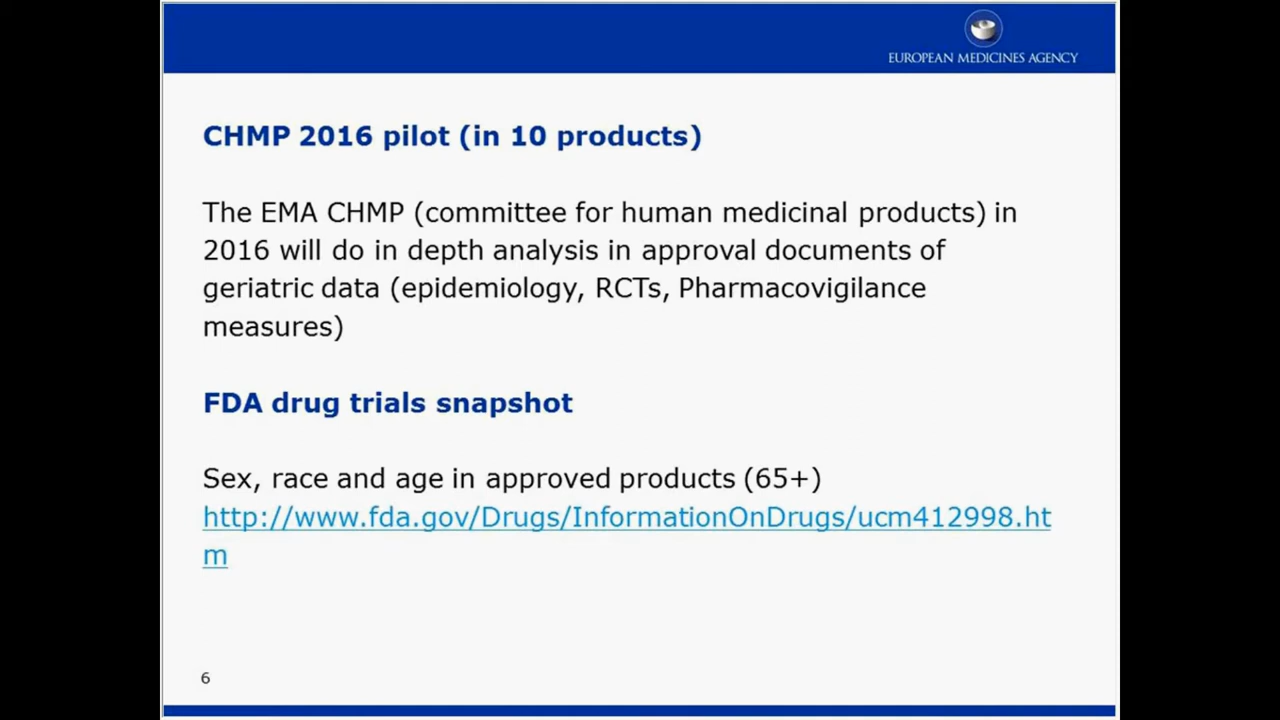 EUROPEAN MEDICINES AGENCY
CHMP 2016 pilot (in 10 products)
The EMA CHMP (committee for human medicinal products) in
2016 will do in depth analysis in approval documents of
geriatric data (epidemiology, RCTs, Pharmacovigilance
measures)
FDA drug trials snapshot
Sex, race and age in approved products (65+)
http://www.fda.gov/Drugs/InformationOnDrugs/ucm412998.ht
m
6